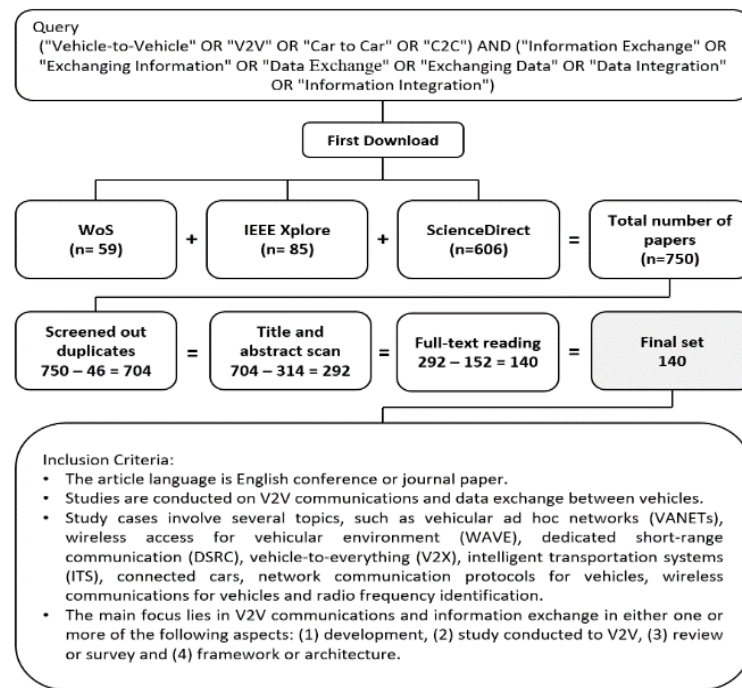 Query
("Vehicle-to-Vehicle" OR "V2V" OR "Car to Car" OR "C2C") AND ("Information Exchange" OR
"Exchanging Information" OR "Data Exchange" OR "Exchanging Data" OR "Data Integration"
OR "Information Integration")
First Download
WoS
(n= 59)
+
IEEE Xplore
(n= 85)
+
ScienceDirect
(n=606)
=
Total number of
papers
(n=750)
Screened out
duplicates
750 – 46 = 704
=
Title and
abstract scan
704 – 314 = 292
=
Full-text reading
292 – 152 = 140
=
Final set
140
Inclusion Criteria:
• The article language is English conference or journal paper.
• Studies are conducted on V2V communications and data exchange between vehicles.
• Study cases involve several topics, such as vehicular ad hoc networks (VANETs),
wireless access for vehicular environment (WAVE), dedicated short-range
communication (DSRC), vehicle-to-everything (V2X), intelligent transportation systems
(ITS), connected cars, network communication protocols for vehicles, wireless
communications for vehicles and radio frequency identification.
• The main focus lies in V2V communications and information exchange in either one or
more of the following aspects: (1) development, (2) study conducted to V2V, (3) review
or survey and (4) framework or architecture.